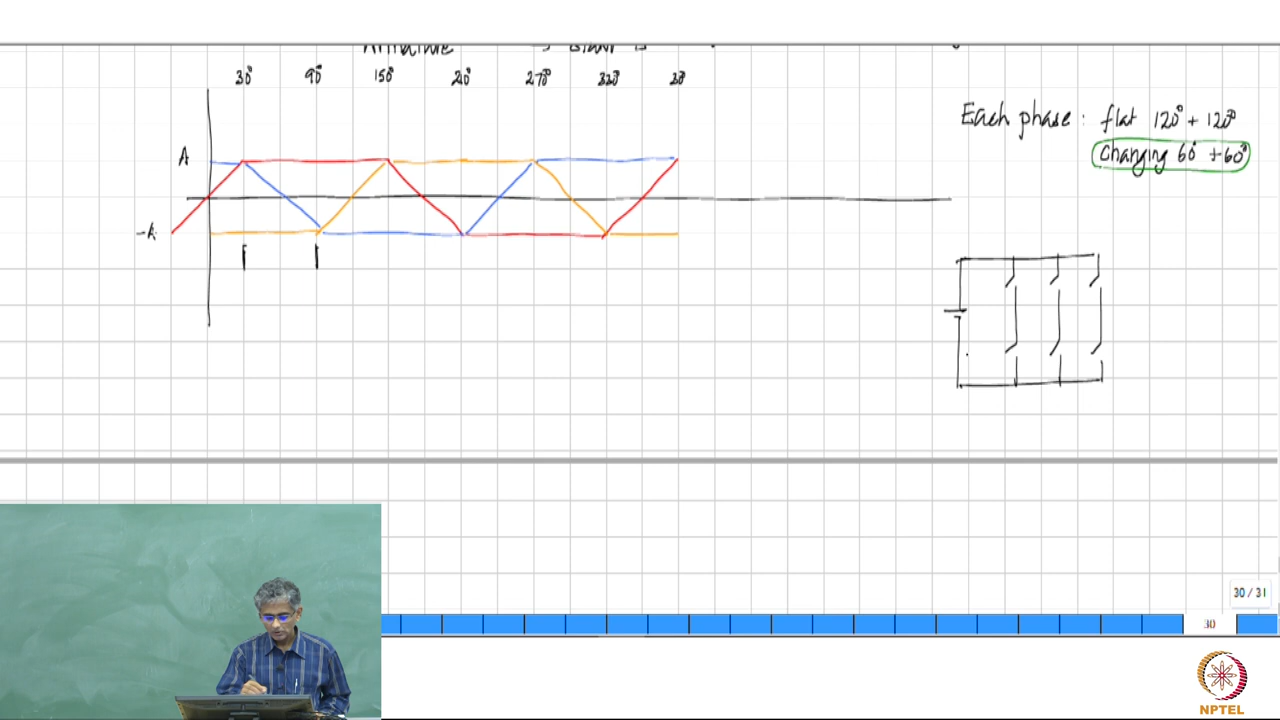 30° 90° 150° 210° 270° 330° 30°
Each phase : flat 120° + 120°
Changing 60° + 60°
A
-A
30 / 31
30
NPTEL